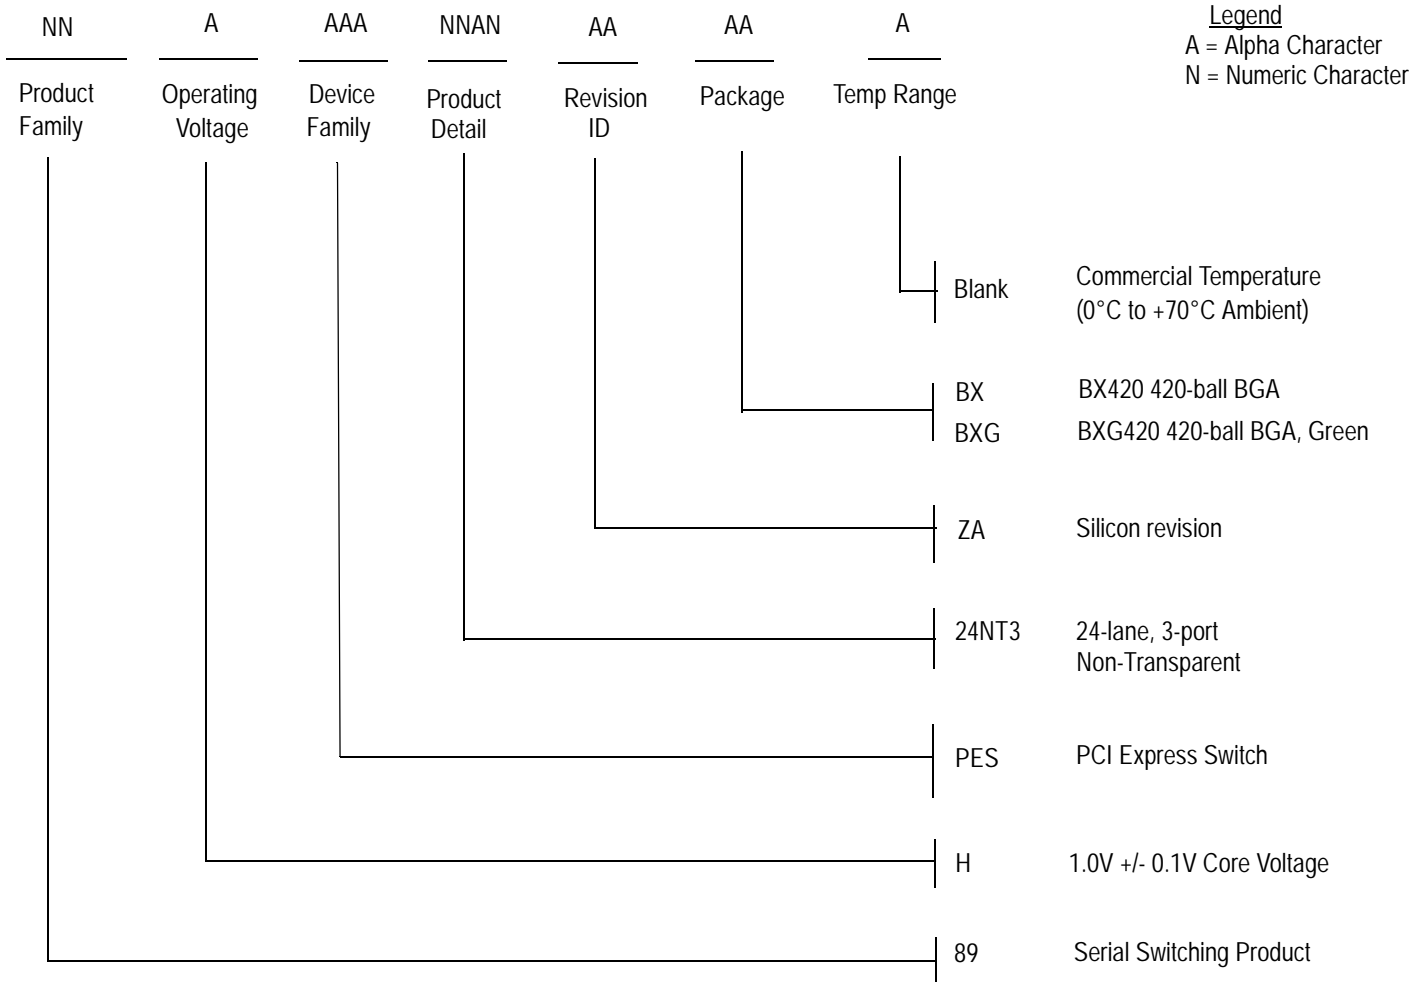 NN A AAA NNAN AA AA A
Legend
A = Alpha Character
N = Numeric Character
Product
Family
Operating
Voltage
Device
Family
Product
Detail
Revision
ID
Package
Temp Range
Blank Commercial Temperature
(0°C to +70°C Ambient)
BX BX420 420-ball BGA
BXG BXG420 420-ball BGA, Green
ZA Silicon revision
24NT3 24-lane, 3-port
Non-Transparent
PES PCI Express Switch
H 1.0V +/- 0.1V Core Voltage
89 Serial Switching Product